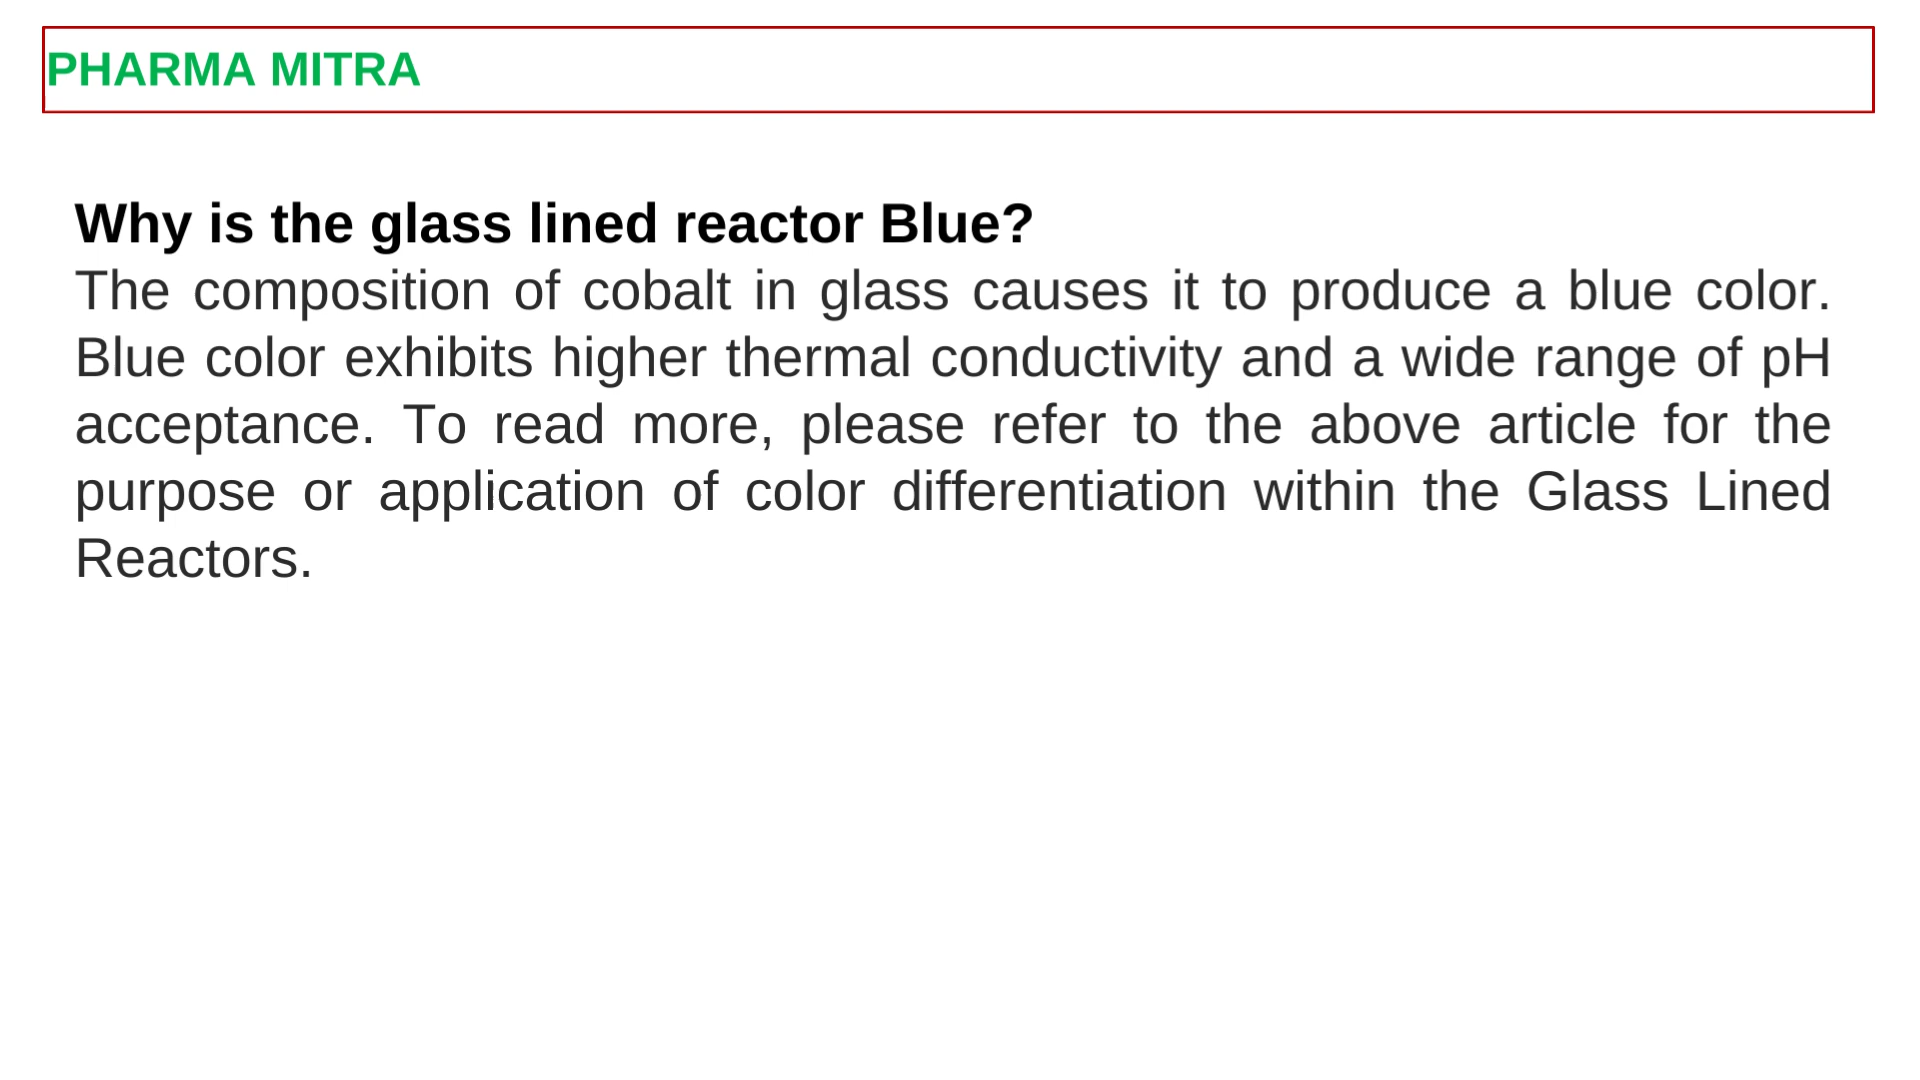 PHARMA MITRA
Why is the glass lined reactor Blue?
The composition of cobalt in glass causes it to produce a blue color.
Blue color exhibits higher thermal conductivity and a wide range of pH
acceptance. To read more, please refer to the above article for the
purpose or application of color differentiation within the Glass Lined
Reactors.